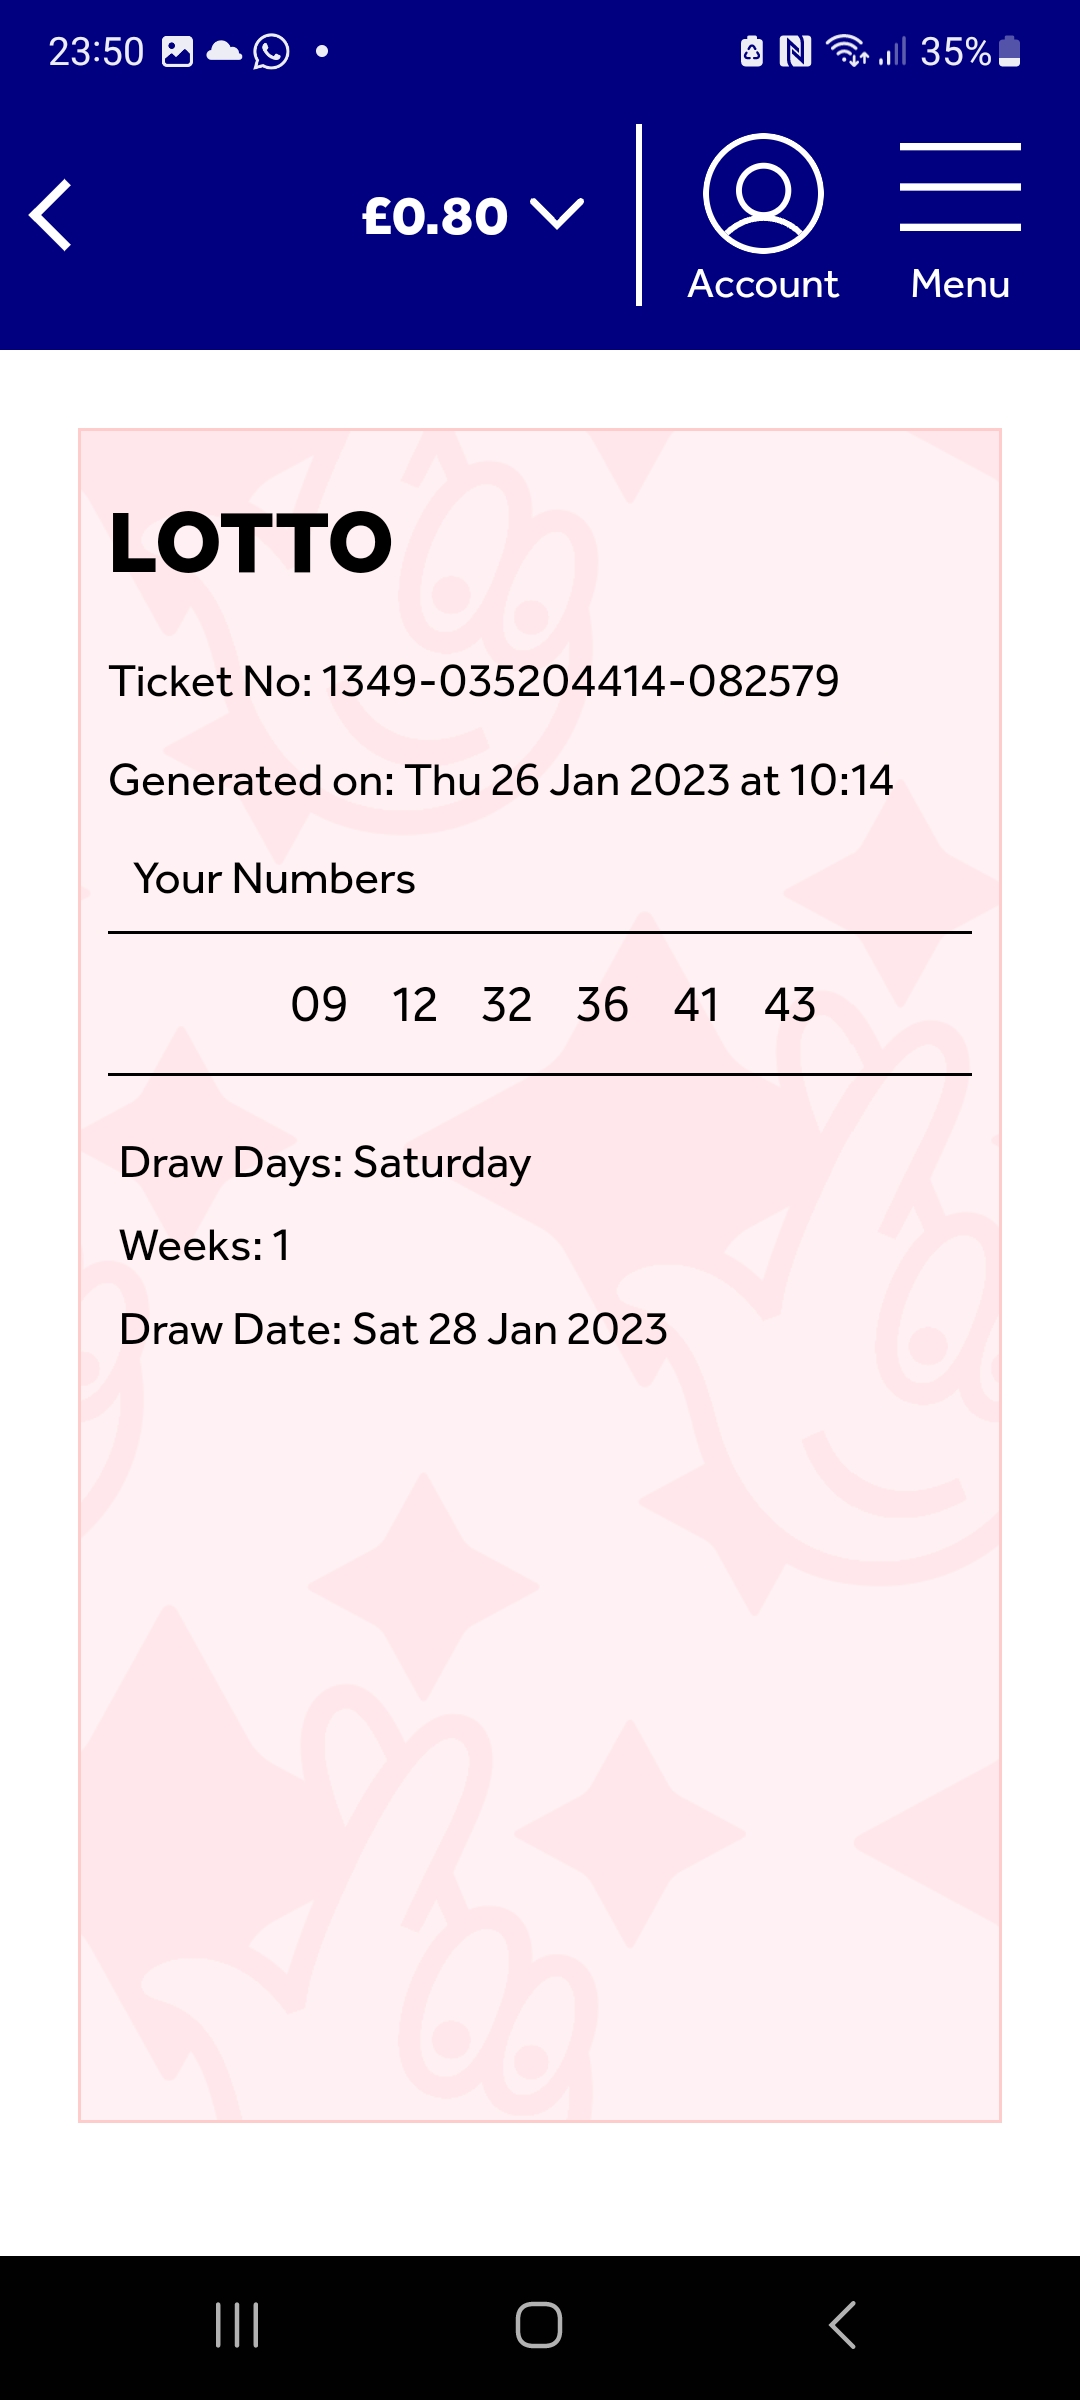 23:50
35%
£0.80
Account
Menu
LOTTO
Ticket No: 1349-035204414-082579
Generated on: Thu 26 Jan 2023 at 10:14
Your Numbers
09 12 32 36 41 43
Draw Days: Saturday
Weeks: 1
Draw Date: Sat 28 Jan 2023